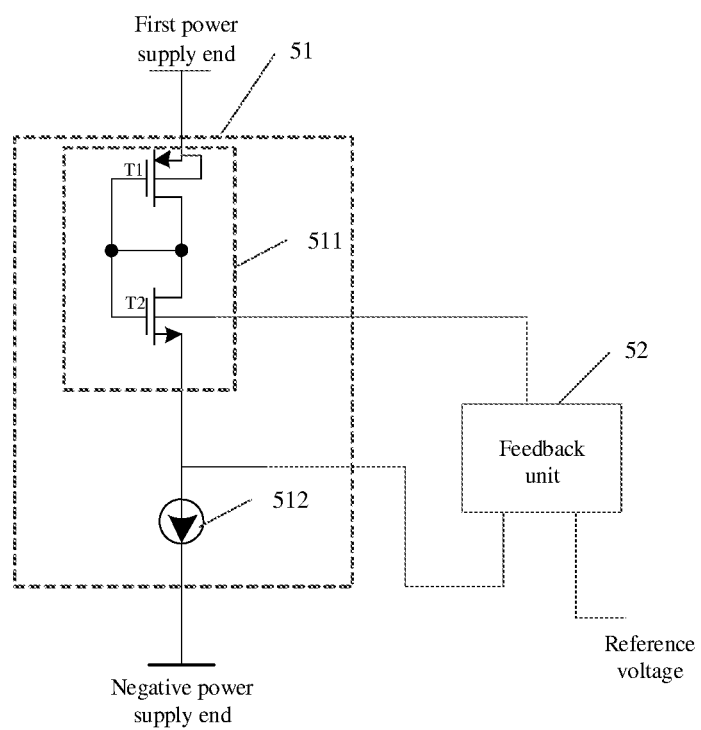 First power
supply end
51
T1
511
T2
52
Feedback
unit
512
Reference
voltage
Negative power
supply end